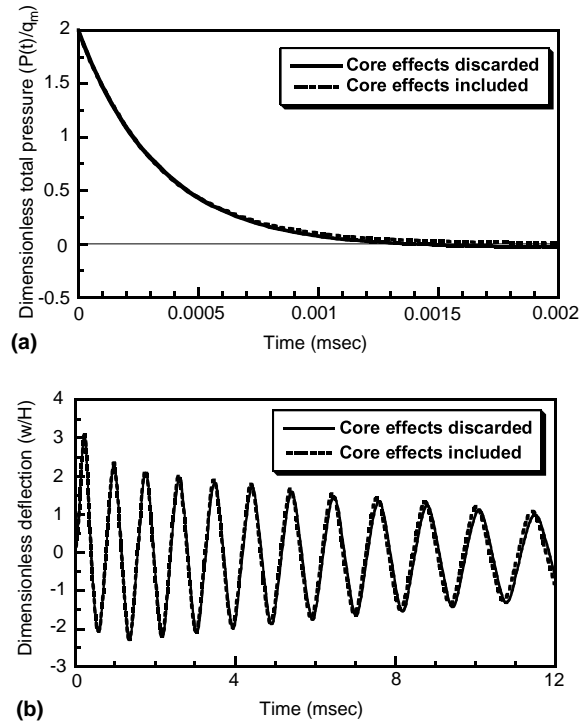 Dimensionless total pressure (P(t)/qm)
2
1.5
1
0.5
0
-0.5
Core effects discarded
Core effects included
0 0.0005 0.001 0.0015 0.002
Time (msec)
(a)
Dimensionless deflection (w/H)
4
3
2
1
0
-1
-2
-3
Core effects discarded
Core effects included
0 4 8 12
Time (msec)
(b)